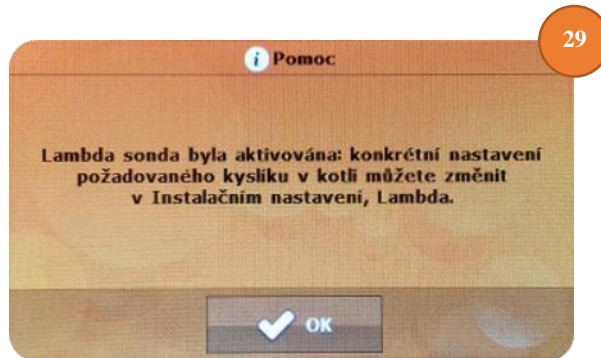 29
Pomoc
Lambda sonda byla aktivována: konkrétní nastavení
požadovaného kyslíku v kotli můžete změnit
v Instalačním nastavení, Lambda.
OK